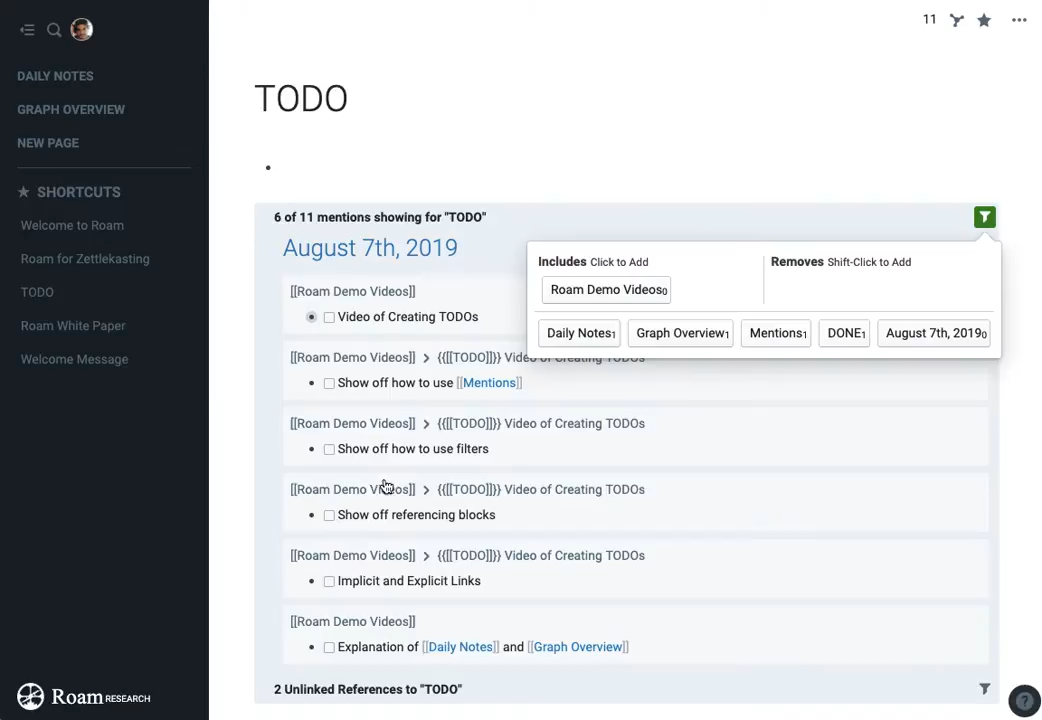 11
DAILY NOTES
GRAPH OVERVIEW
NEW PAGE
SHORTCUTS
Welcome to Roam
Roam for Zettlekasting
TODO
Roam White Paper
Welcome Message
Roam RESEARCH
TODO
6 of 11 mentions showing for "TODO"
August 7th, 2019
Includes Click to Add
Removes Shift-Click to Add
Roam Demo Videos0
Daily Notes1 Graph Overview1 Mentions1 DONE1 August 7th, 20190
[[Roam Demo Videos]]
Video of Creating TODOs
[[Roam Demo Videos]] > {{[[TODO]]}} Video of Creating TODOs
Show off how to use [[Mentions]]
[[Roam Demo Videos]] > {{[[TODO]]}} Video of Creating TODOs
Show off how to use filters
[[Roam Demo Videos]] > {{[[TODO]]}} Video of Creating TODOs
Show off referencing blocks
[[Roam Demo Videos]] > {{[[TODO]]}} Video of Creating TODOs
Implicit and Explicit Links
[[Roam Demo Videos]]
Explanation of [[Daily Notes]] and [[Graph Overview]]
2 Unlinked References to "TODO"
?